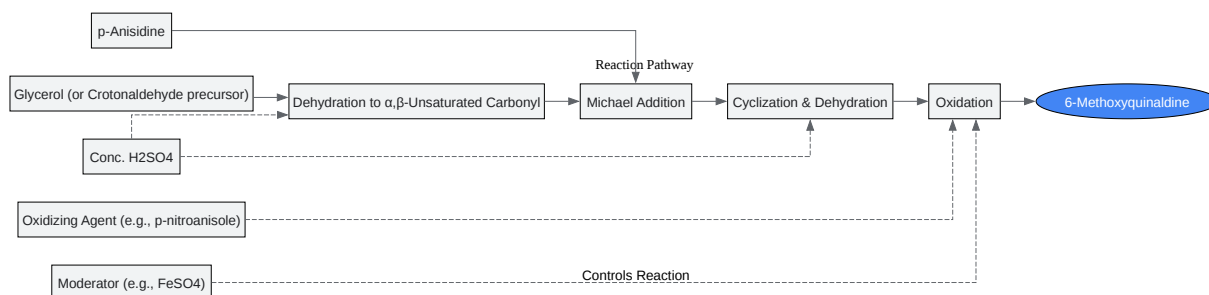 p-Anisidine
Reaction Pathway
Glycerol (or Crotonaldehyde precursor)
Dehydration to α,β-Unsaturated Carbonyl
Michael Addition
Cyclization & Dehydration
Oxidation
6-Methoxyquinaldine
Conc. H2SO4
Oxidizing Agent (e.g., p-nitroanisole)
Controls Reaction
Moderator (e.g., FeSO4)